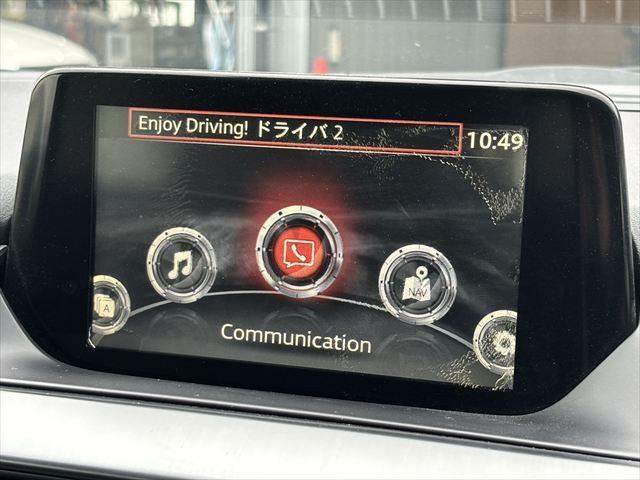 Enjoy Driving! ドライバ 2
10:49
A
NAV
Communication